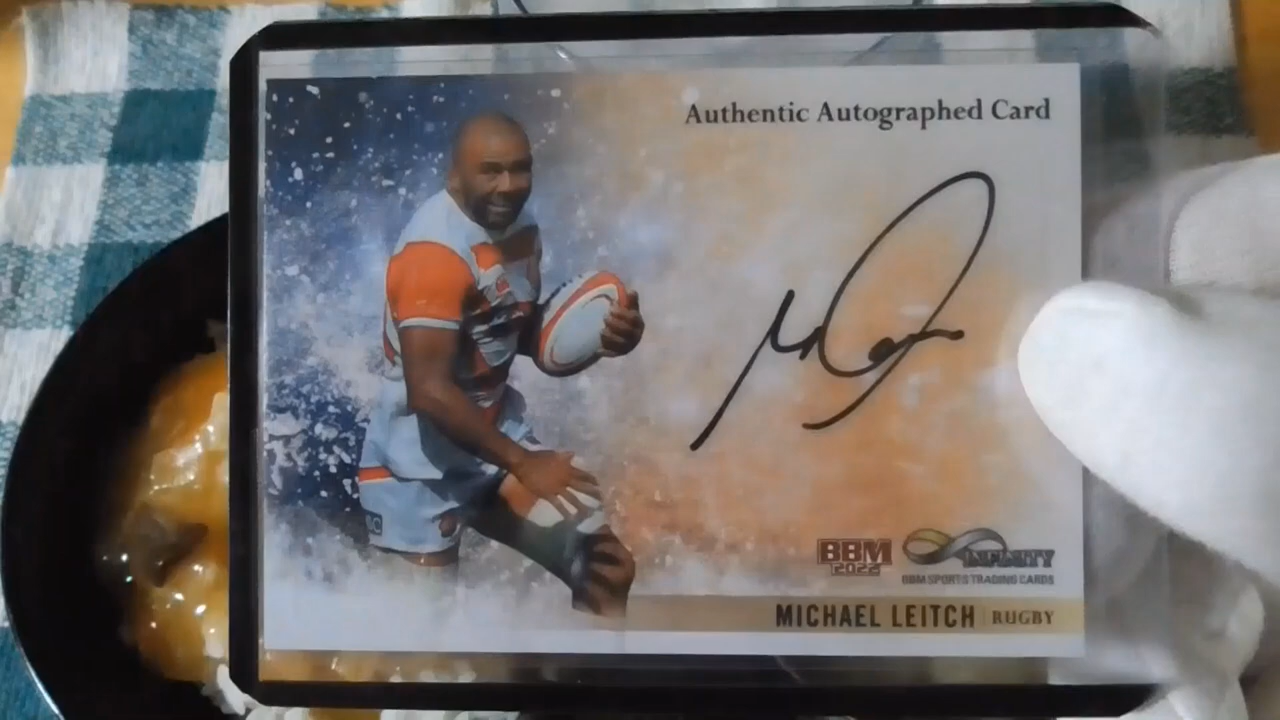 Authentic Autographed Card
BBM
2022
INFINITY
BBM SPORTS TRADING CARDS
MICHAEL LEITCH | RUGBY